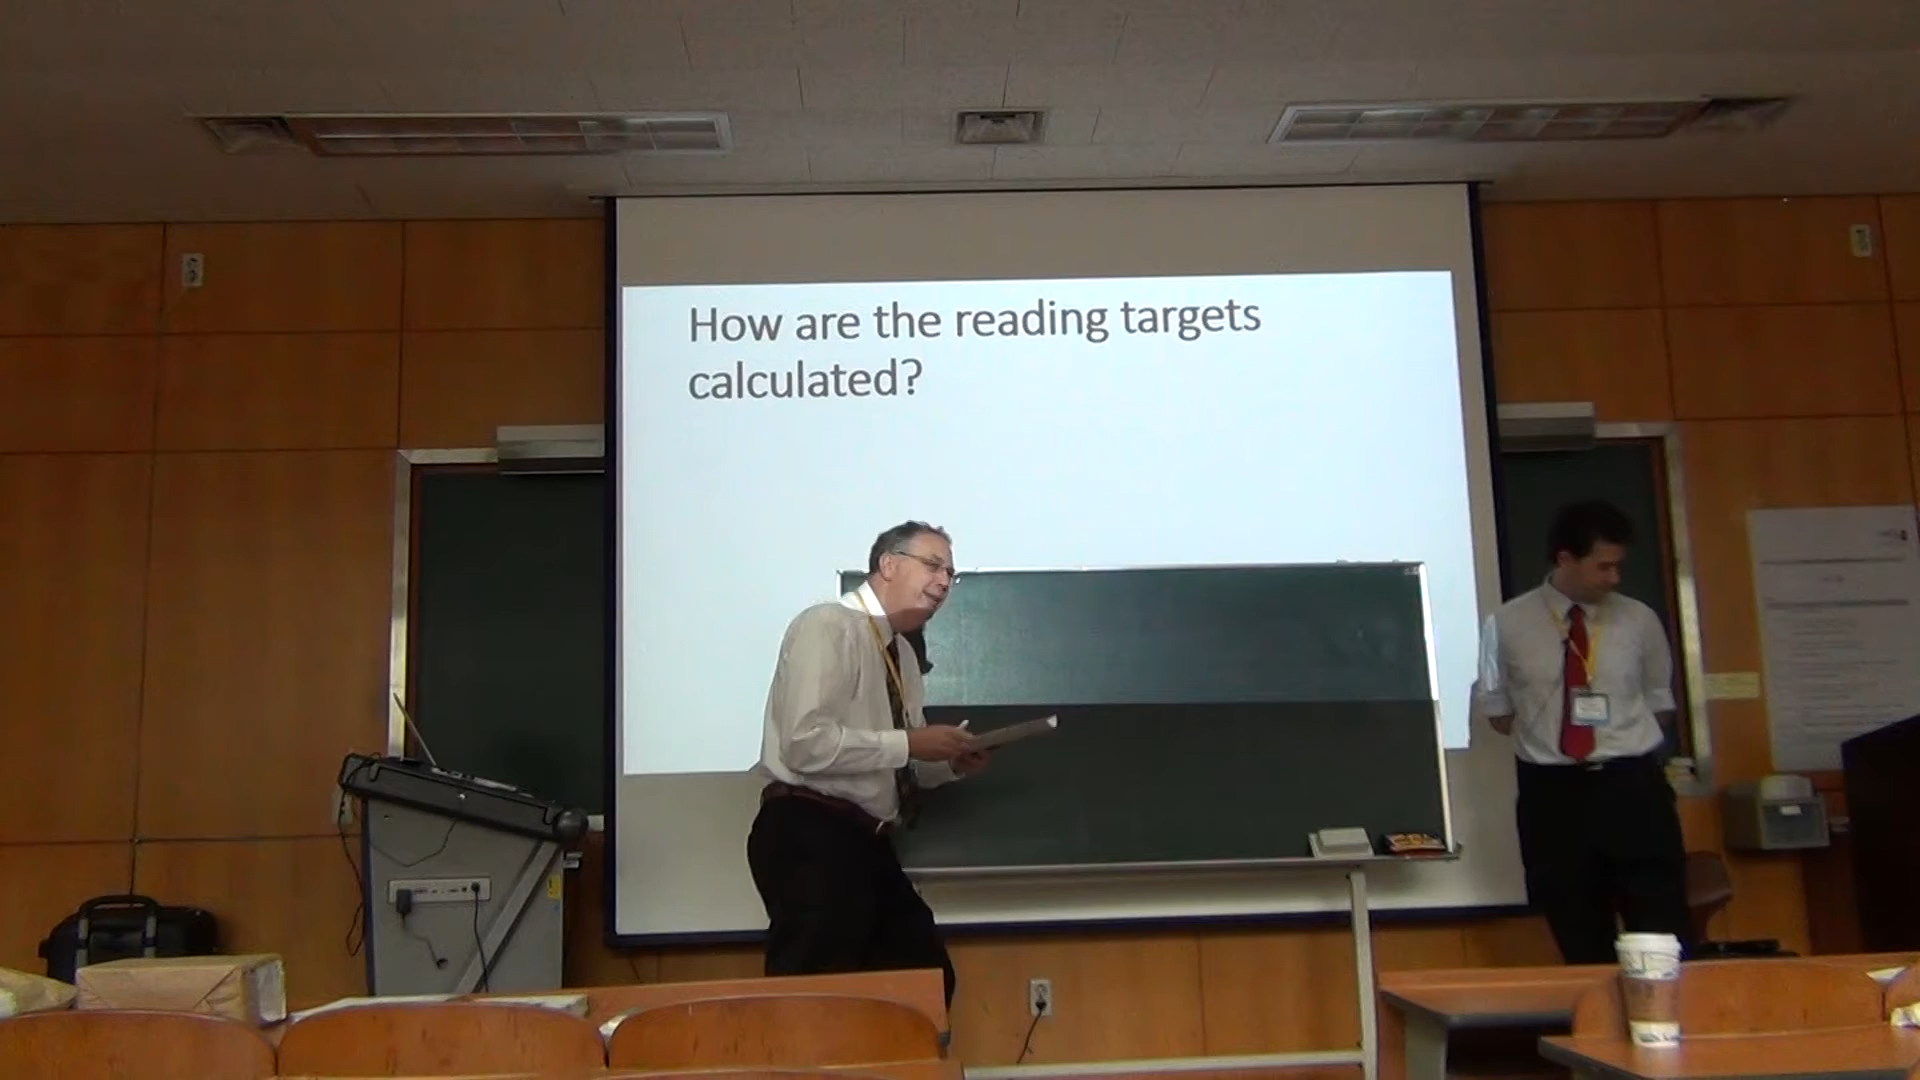 How are the reading targets
calculated?